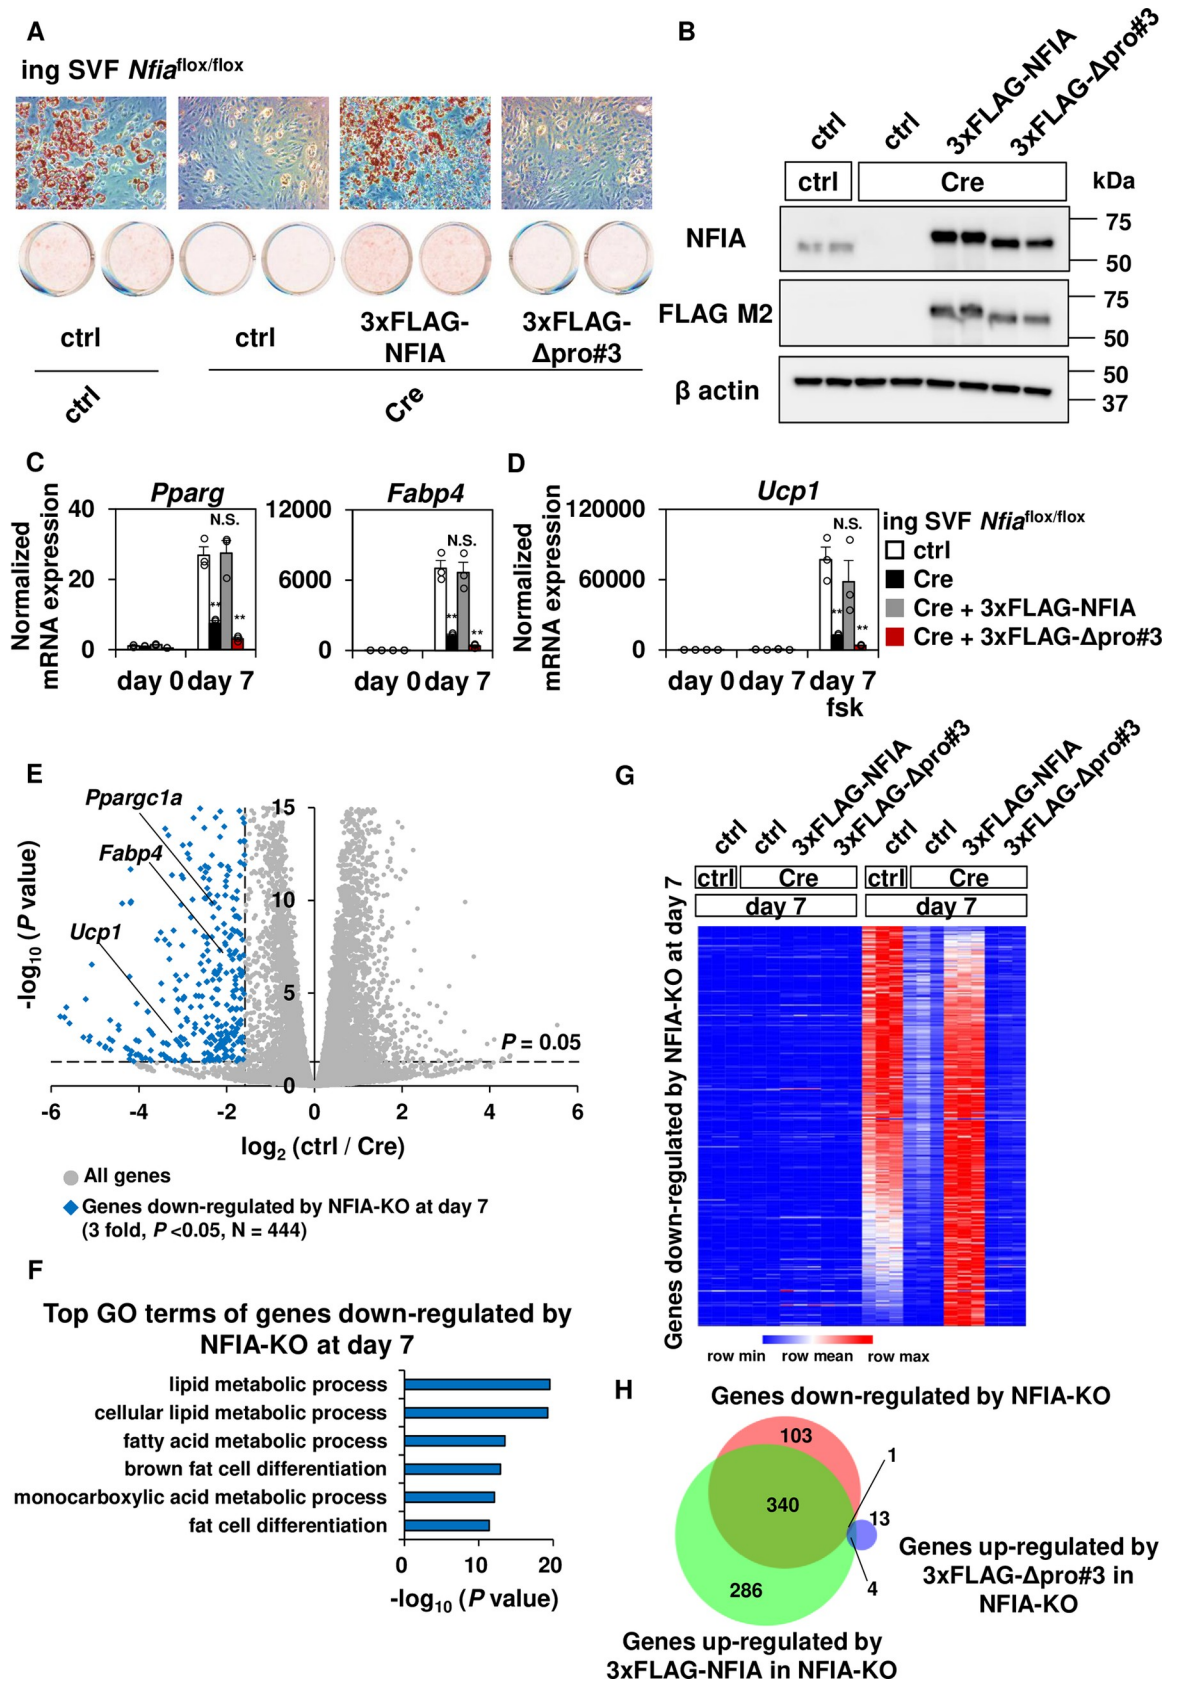 A
ing SVF Nfiaflox/flox
ctrl
ctrl
3xFLAG-
NFIA
3xFLAG-
Δpro#3
ctrl
Cre
B
ctrl
ctrl
3xFLAG-NFIA
3xFLAG-Δpro#3
ctrl
Cre
kDa
NFIA
75
50
FLAG M2
75
50
β actin
50
37
C
Normalized
mRNA expression
Pparg
40
20
0
N.S.
**
**
day 0 day 7
Fabp4
12000
6000
0
N.S.
**
**
day 0 day 7
D
Normalized
mRNA expression
Ucp1
120000
60000
0
N.S.
**
**
day 0 day 7 day 7
fsk
ing SVF Nfiaflox/flox
ctrl
Cre
Cre + 3xFLAG-NFIA
Cre + 3xFLAG-Δpro#3
E
-log10 (P value)
Ppargc1a
Fabp4
Ucp1
15
10
5
0
P = 0.05
-6 -4 -2 0 2 4 6
log2 (ctrl / Cre)
All genes
Genes down-regulated by NFIA-KO at day 7
(3 fold, P <0.05, N = 444)
F
Top GO terms of genes down-regulated by
NFIA-KO at day 7
lipid metabolic process
cellular lipid metabolic process
fatty acid metabolic process
brown fat cell differentiation
monocarboxylic acid metabolic process
fat cell differentiation
0 10 20
-log10 (P value)
G
ctrl
ctrl
3xFLAG-NFIA
3xFLAG-Δpro#3
ctrl
ctrl
3xFLAG-NFIA
3xFLAG-Δpro#3
ctrl Cre ctrl Cre
day 7 day 7
Genes down-regulated by NFIA-KO at day 7
row min row mean row max
H
Genes down-regulated by NFIA-KO
103
1
340
13
286
4
Genes up-regulated by
3xFLAG-Δpro#3 in
NFIA-KO
Genes up-regulated by
3xFLAG-NFIA in NFIA-KO